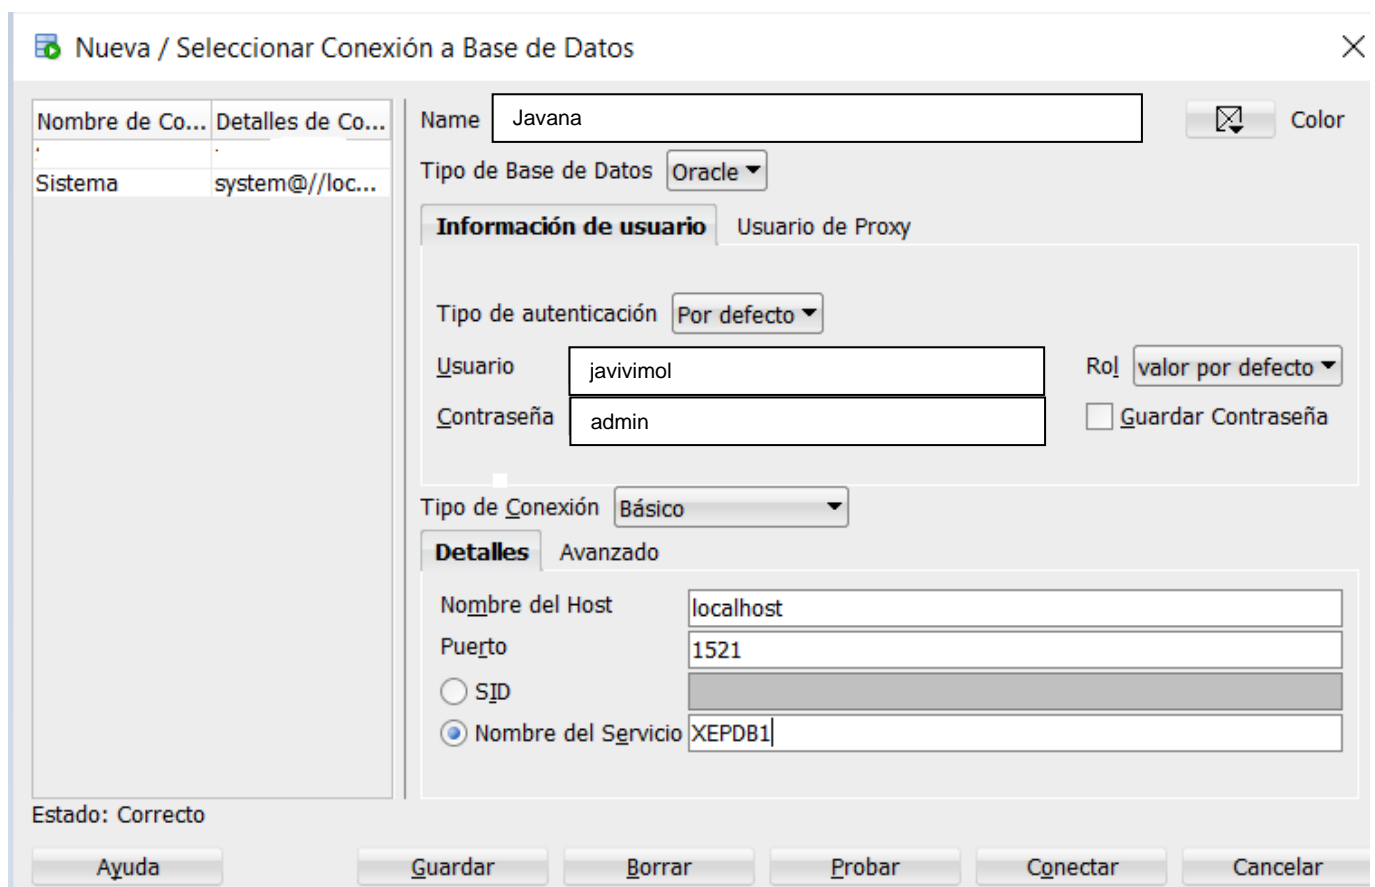 Nueva / Seleccionar Conexión a Base de Datos
Nombre de Co... Detalles de Co...
Sistema system@//loc...
Name Javana Color
Tipo de Base de Datos Oracle
Información de usuario Usuario de Proxy
Tipo de autenticación Por defecto
Usuario javivimol Rol valor por defecto
Contraseña admin Guardar Contraseña
Tipo de Conexión Básico
Detalles Avanzado
Nombre del Host localhost
Puerto 1521
SID
Nombre del Servicio XEPDB1
Estado: Correcto
Ayuda Guardar Borrar Probar Conectar Cancelar